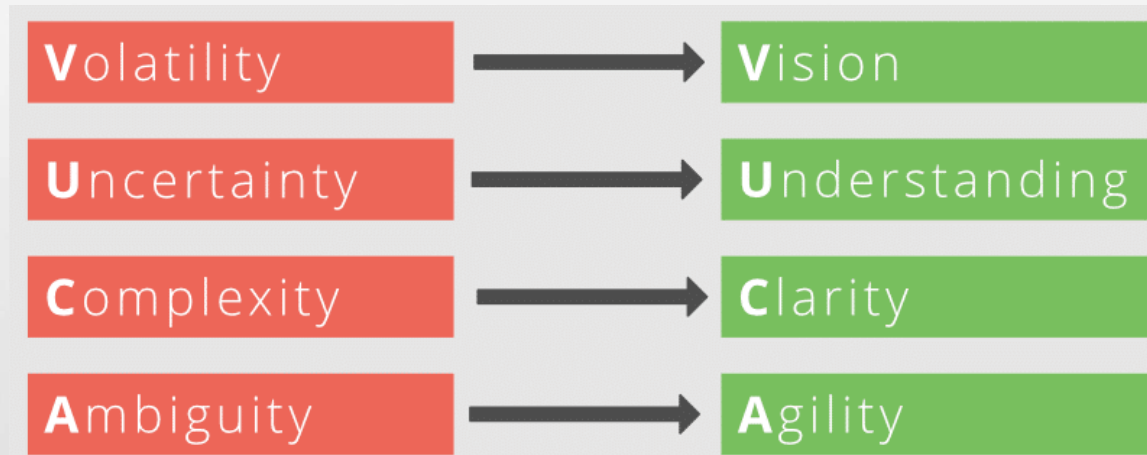 Volatility Vision
Uncertainty Understanding
Complexity Clarity
Ambiguity Agility